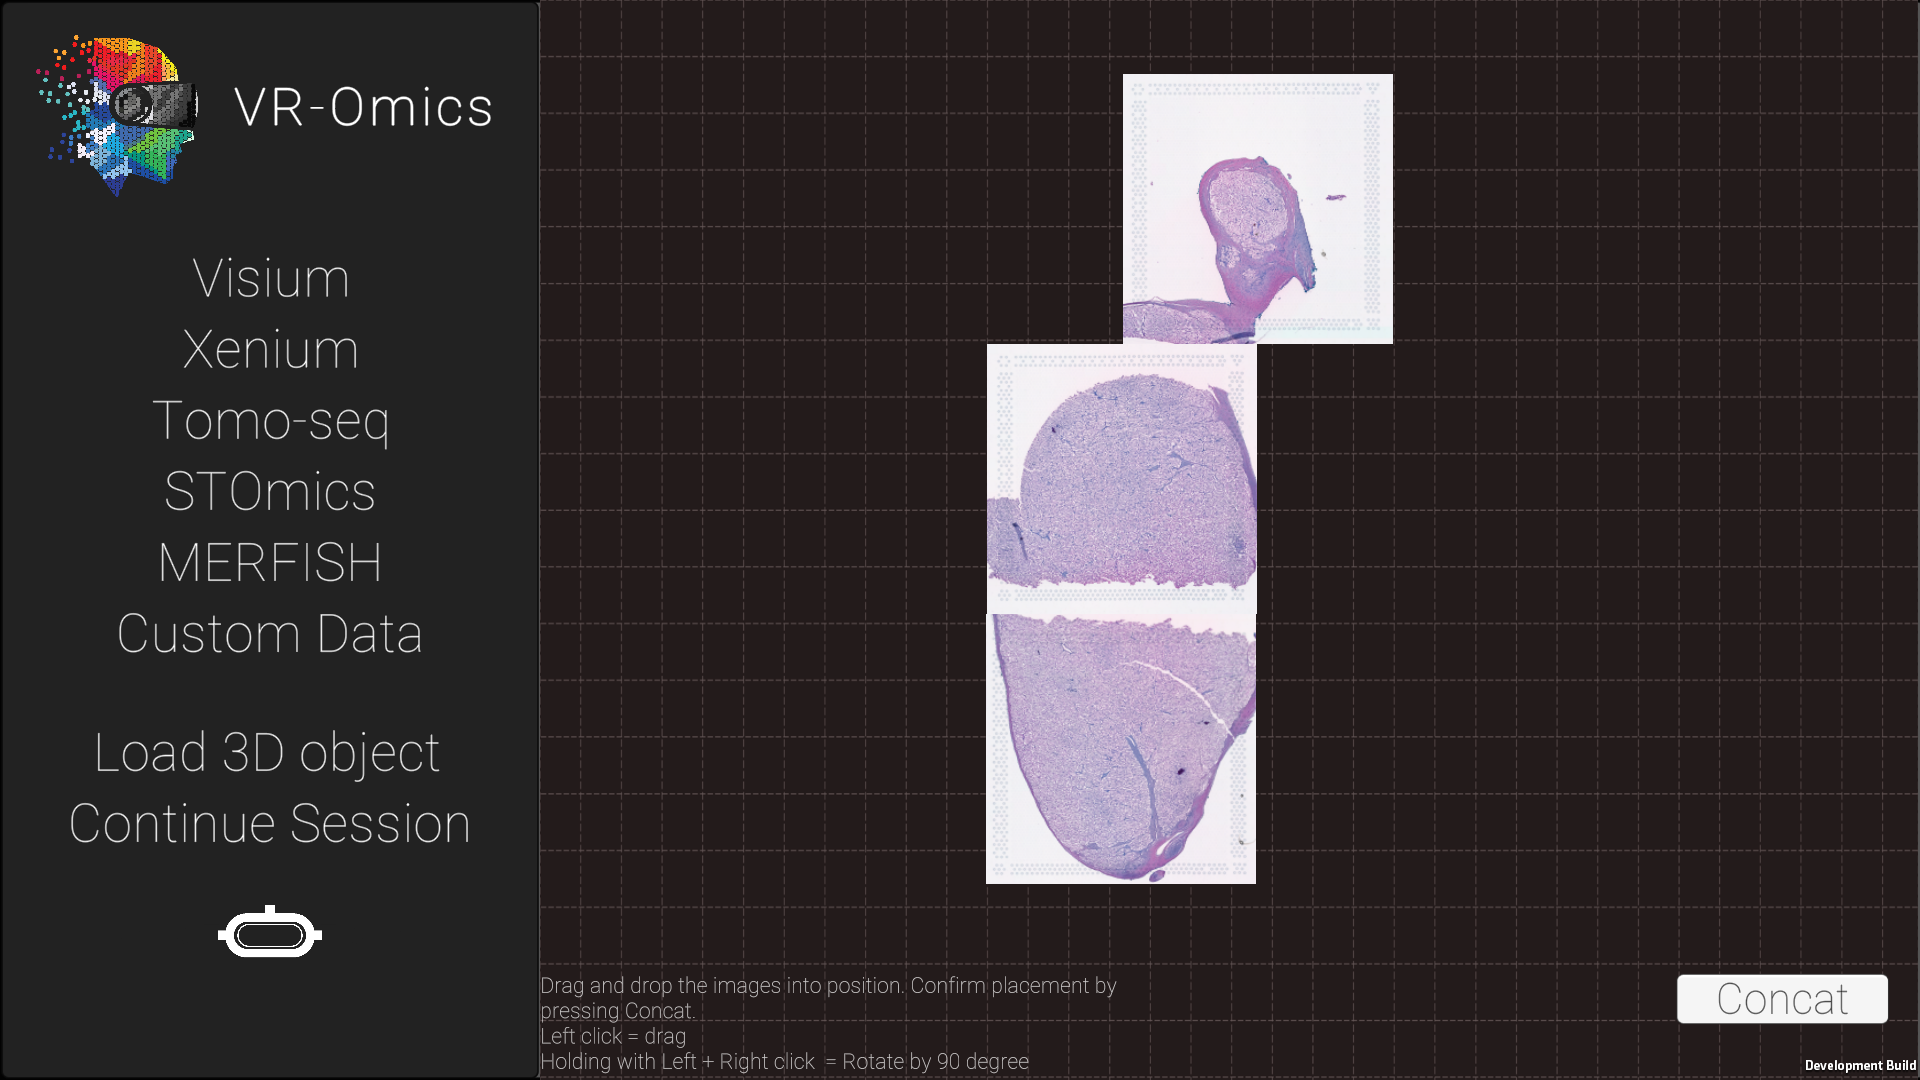 VR-Omics
Visium
Xenium
Tomo-seq
STOmics
MERFISH
Custom Data
Load 3D object
Continue Session
Drag and drop the images into position. Confirm placement by
pressing Concat.
Left click = drag
Holding with Left + Right click = Rotate by 90 degree
Concat
Development Build